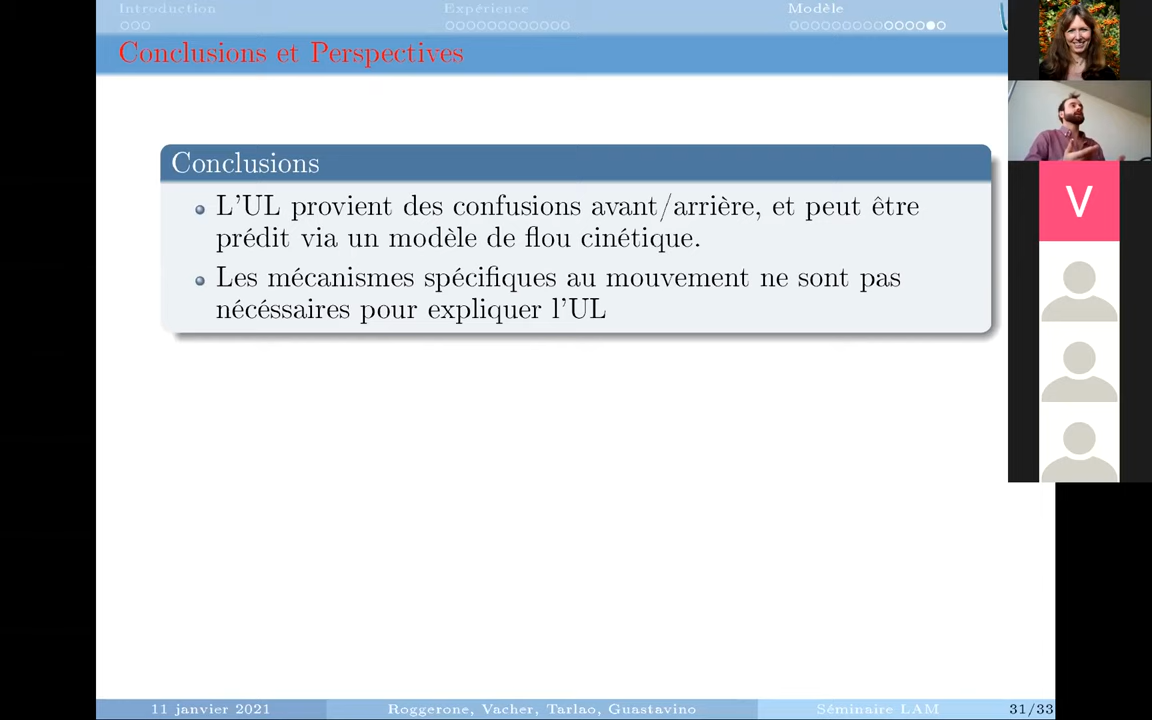 Introduction
Expérience
Modèle
Conclusions et Perspectives
Conclusions
L'UL provient des confusions avant/arrière, et peut être
prédit via un modèle de flou cinétique.
Les mécanismes spécifiques au mouvement ne sont pas
nécéssaires pour expliquer l'UL
V
11 janvier 2021
Roggerone, Vacher, Tarlao, Guastavino
Séminaire LAM
31/33